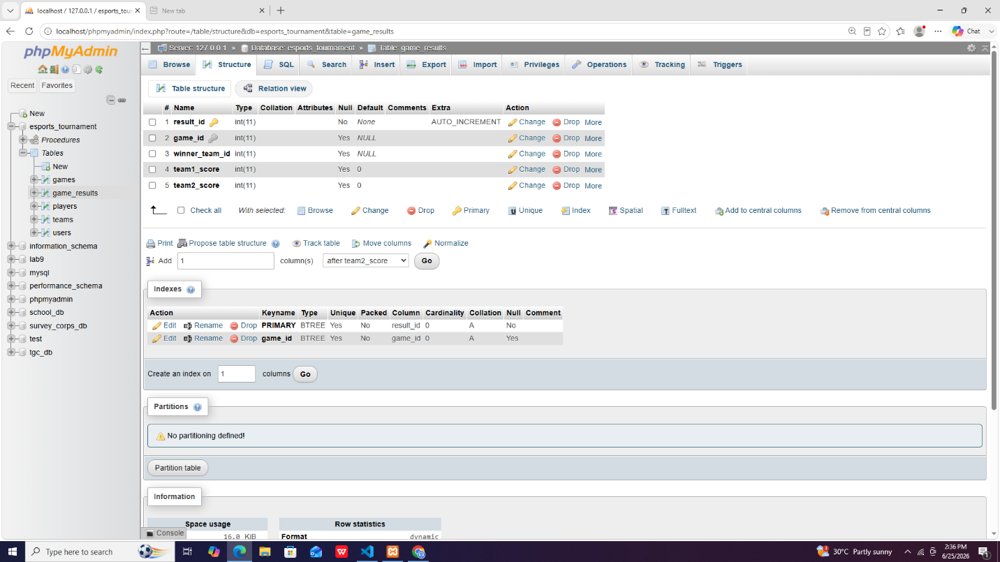 localhost / 127.0.0.1 / esports_tour
New tab
localhost/phpmyadmin/index.php?route=/table/structure&db=esports_tournament&table=game_results
Chat
phpMyAdmin
Recent
Favorites
New
esports_tournament
Procedures
Tables
New
games
game_results
players
teams
users
information_schema
lab9
mysql
performance_schema
phpmyadmin
school_db
survey_corps_db
test
tgc_db
Server: 127.0.0.1 » Database: esports_tournament » Table: game_results
Browse Structure SQL Search Insert Export Import Privileges Operations Tracking Triggers
Table structure Relation view
# Name Type Collation Attributes Null Default Comments Extra Action
1 result_id int(11) No None AUTO_INCREMENT Change Drop More
2 game_id int(11) Yes NULL Change Drop More
3 winner_team_id int(11) Yes NULL Change Drop More
4 team1_score int(11) Yes 0 Change Drop More
5 team2_score int(11) Yes 0 Change Drop More
Check all With selected: Browse Change Drop Primary Unique Index Spatial Fulltext Add to central columns Remove from central columns
Print Propose table structure Track table Move columns Normalize
Add 1 column(s) after team2_score Go
Indexes
Action Keyname Type Unique Packed Column Cardinality Collation Null Comment
Edit Rename Drop PRIMARY BTREE Yes No result_id 0 A No
Edit Rename Drop game_id BTREE Yes No game_id 0 A Yes
Create an index on 1 columns Go
Partitions
No partitioning defined!
Partition table
Information
Space usage Row statistics
16.0 KiB Format dynamic
Console
Type here to search
30°C Partly sunny
2:36 PM
6/25/2026
1